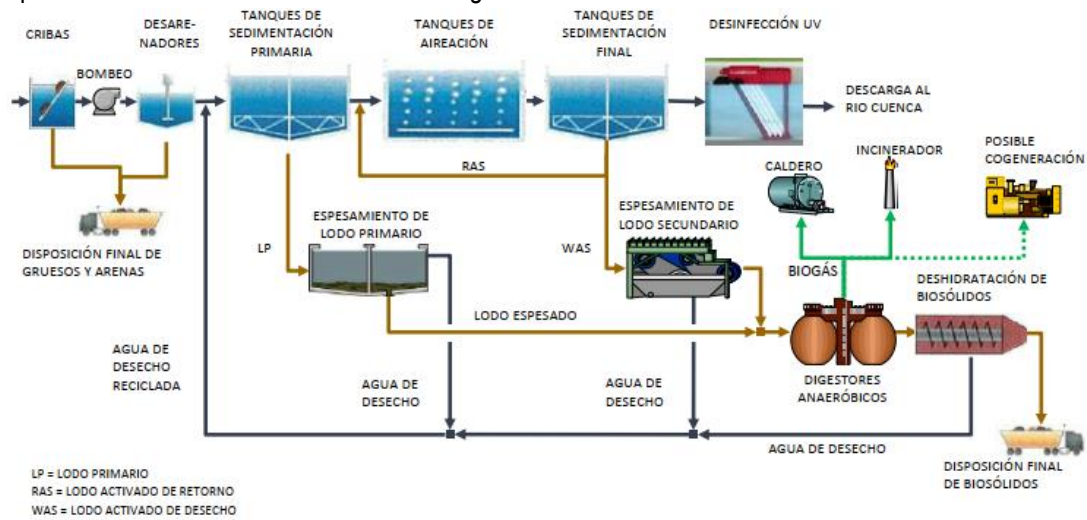 CRIBAS
DESARE-
NADORES
BOMBEO
TANQUES DE
SEDIMENTACIÓN
PRIMARIA
TANQUES DE
AIREACIÓN
TANQUES DE
SEDIMENTACIÓN
FINAL
DESINFECCIÓN UV
DESCARGA AL
RIO CUENCA
RAS
DISPOSICIÓN FINAL DE
GRUESOS Y ARENAS
LP
ESPESAMIENTO DE
LODO PRIMARIO
WAS
ESPESAMIENTO DE
LODO SECUNDARIO
CALDERO
INCINERADOR
POSIBLE
COGENERACIÓN
BIOGÁS
DESHIDRATACIÓN DE
BIOSÓLIDOS
LODO ESPESADO
DIGESTORES
ANAERÓBICOS
AGUA DE
DESECHO
RECICLADA
AGUA DE
DESECHO
AGUA DE
DESECHO
AGUA DE DESECHO
DISPOSICIÓN FINAL
DE BIOSÓLIDOS
LP = LODO PRIMARIO
RAS = LODO ACTIVADO DE RETORNO
WAS = LODO ACTIVADO DE DESECHO